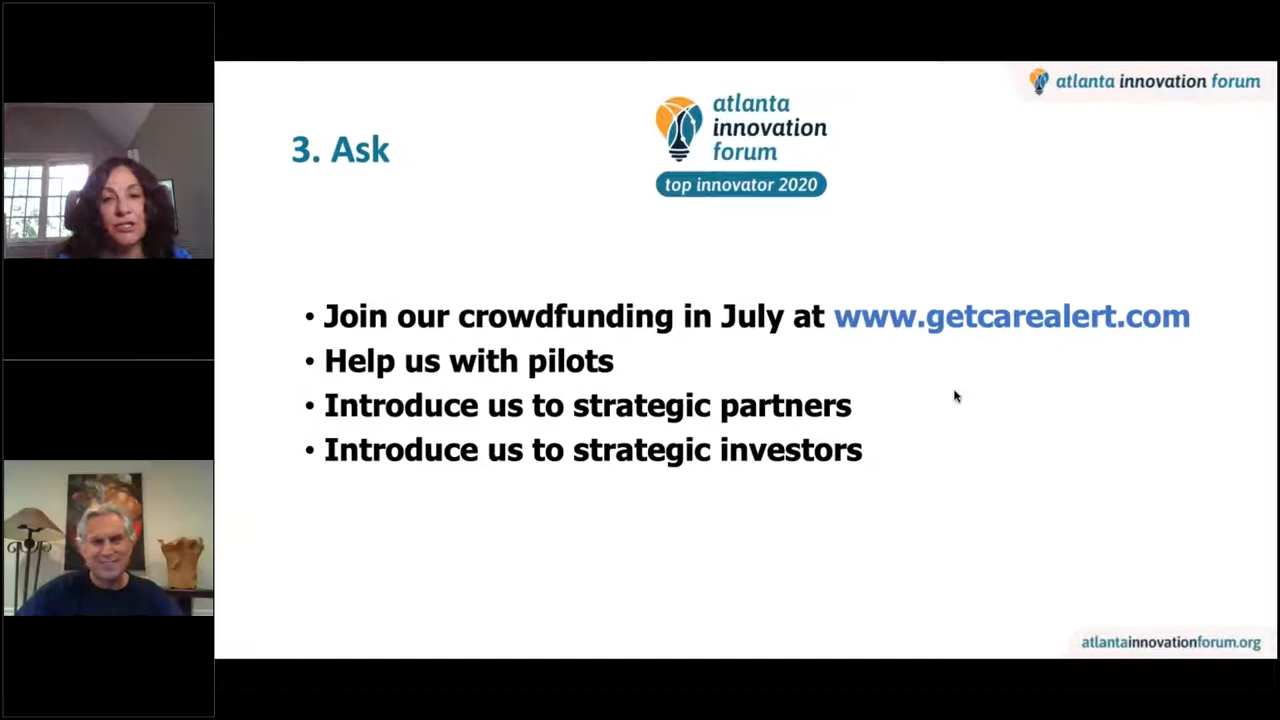 atlanta innovation forum
atlanta
innovation
forum
top innovator 2020
3. Ask
• Join our crowdfunding in July at www.getcarealert.com
• Help us with pilots
• Introduce us to strategic partners
• Introduce us to strategic investors
atlantainnovationforum.org